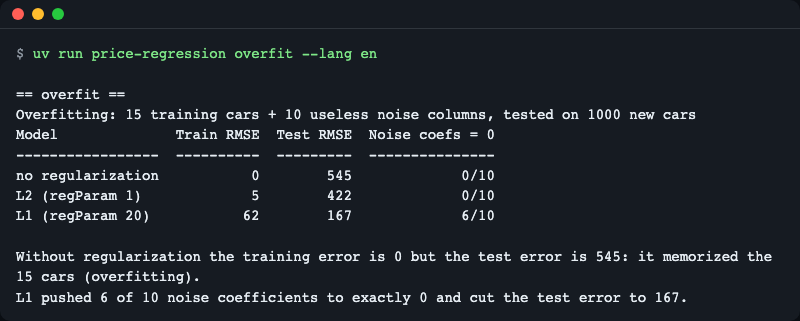 $ uv run price-regression overfit --lang en
== overfit ==
Overfitting: 15 training cars + 10 useless noise columns, tested on 1000 new cars
Model              Train RMSE  Test RMSE  Noise coefs = 0
-----------------  ----------  ---------  ---------------
no regularization           0        545             0/10
L2 (regParam 1)             5        422             0/10
L1 (regParam 20)           62        167             6/10
Without regularization the training error is 0 but the test error is 545: it memorized the
15 cars (overfitting).
L1 pushed 6 of 10 noise coefficients to exactly 0 and cut the test error to 167.